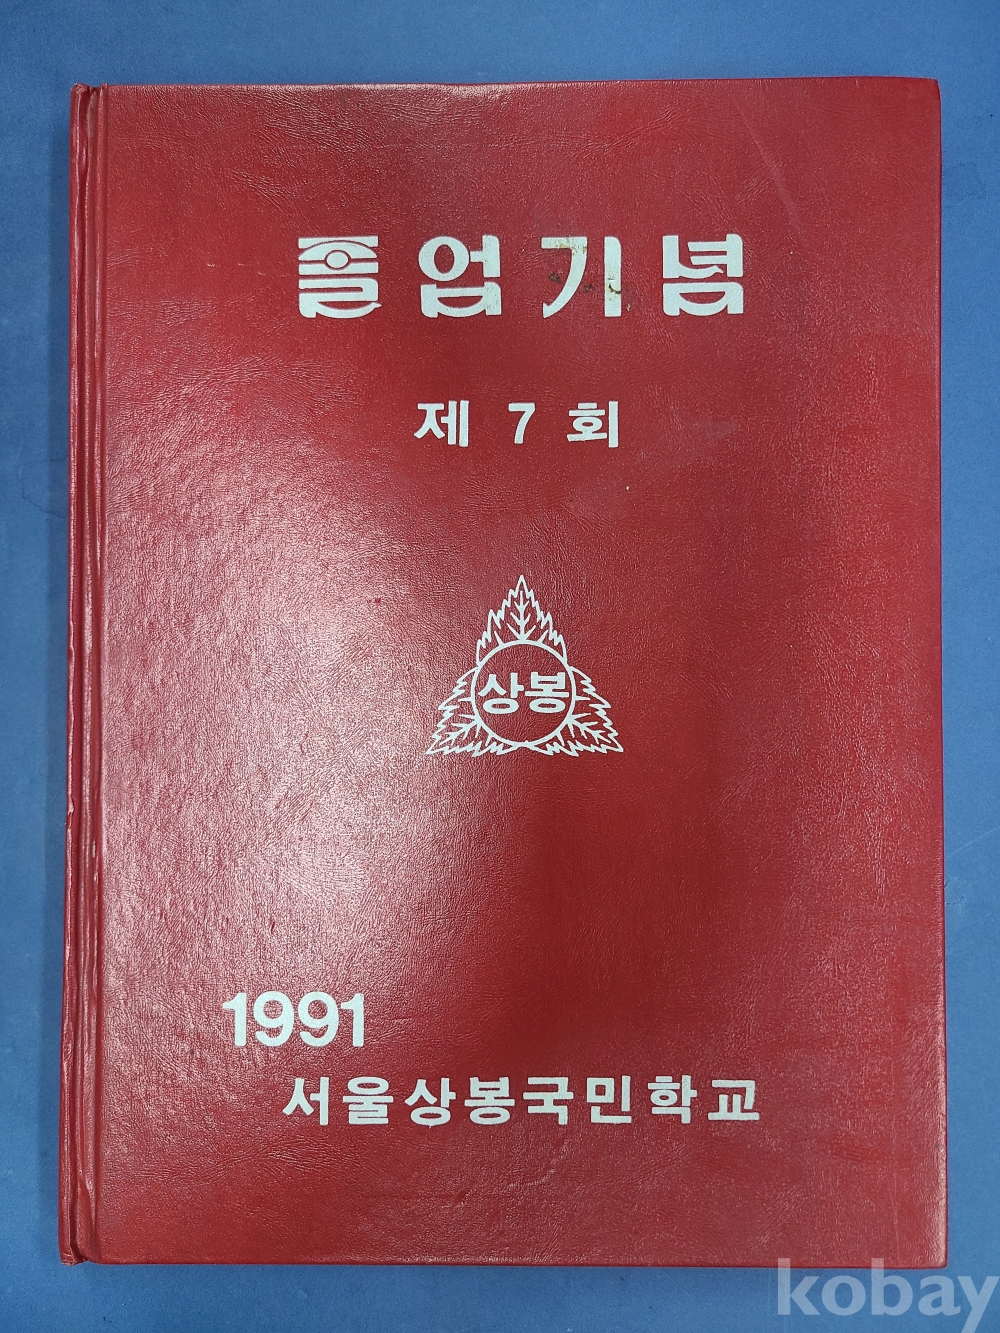 졸업기념
제 7 회
상봉
1991
서울상봉국민학교
kobay